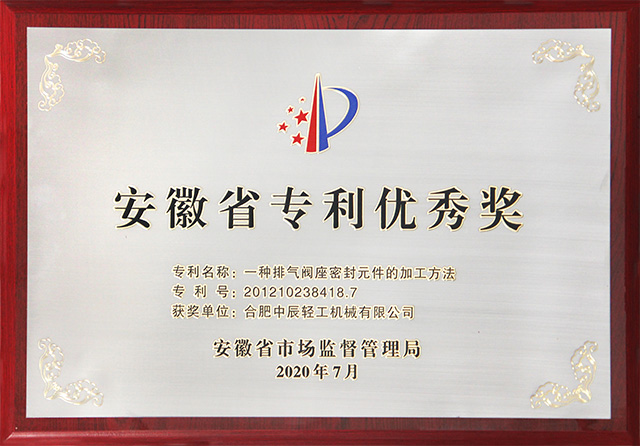 安徽省专利优秀奖
专利名称：一种排气阀座密封元件的加工方法
专 利 号：201210238418.7
获奖单位：合肥中辰轻工机械有限公司
安徽省市场监督管理局
2020年7月